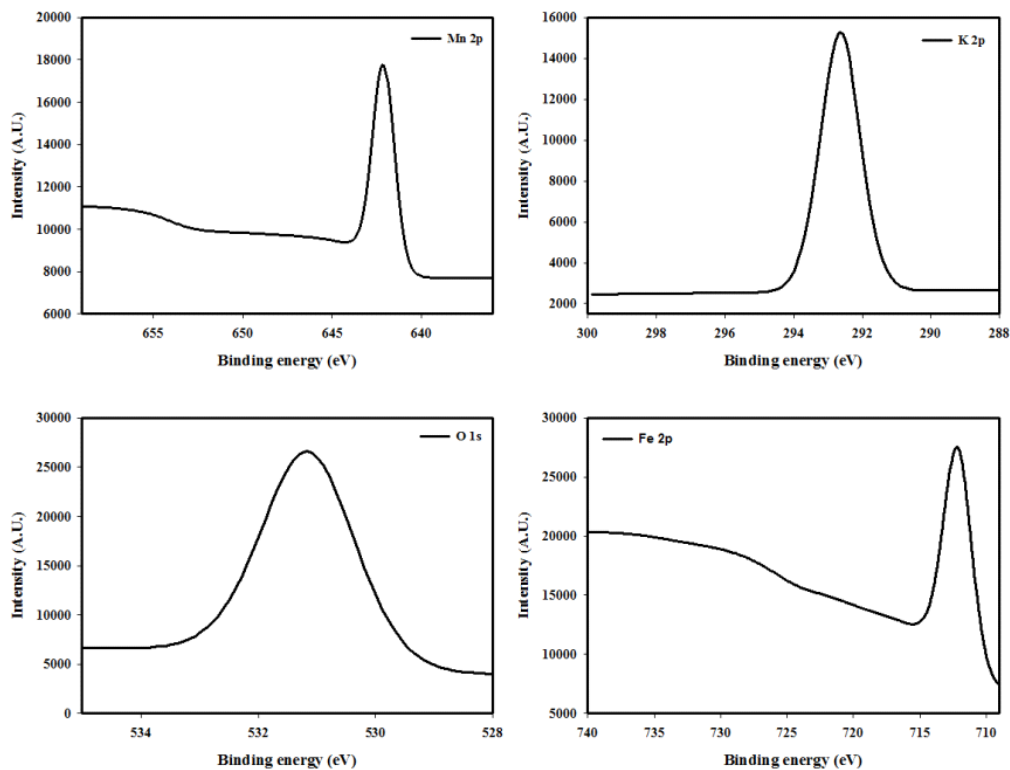 20000
18000
16000
14000
12000
10000
8000
6000
Intensity (A.U.)
Mn 2p
655 650 645 640
Binding energy (eV)
16000
14000
12000
10000
8000
6000
4000
2000
Intensity (A.U.)
K 2p
300 298 296 294 292 290 288
Binding energy (eV)
30000
25000
20000
15000
10000
5000
0
Intensity (A.U.)
O 1s
534 532 530 528
Binding energy (eV)
30000
25000
20000
15000
10000
5000
Intensity (A.U.)
Fe 2p
740 735 730 725 720 715 710
Binding energy (eV)